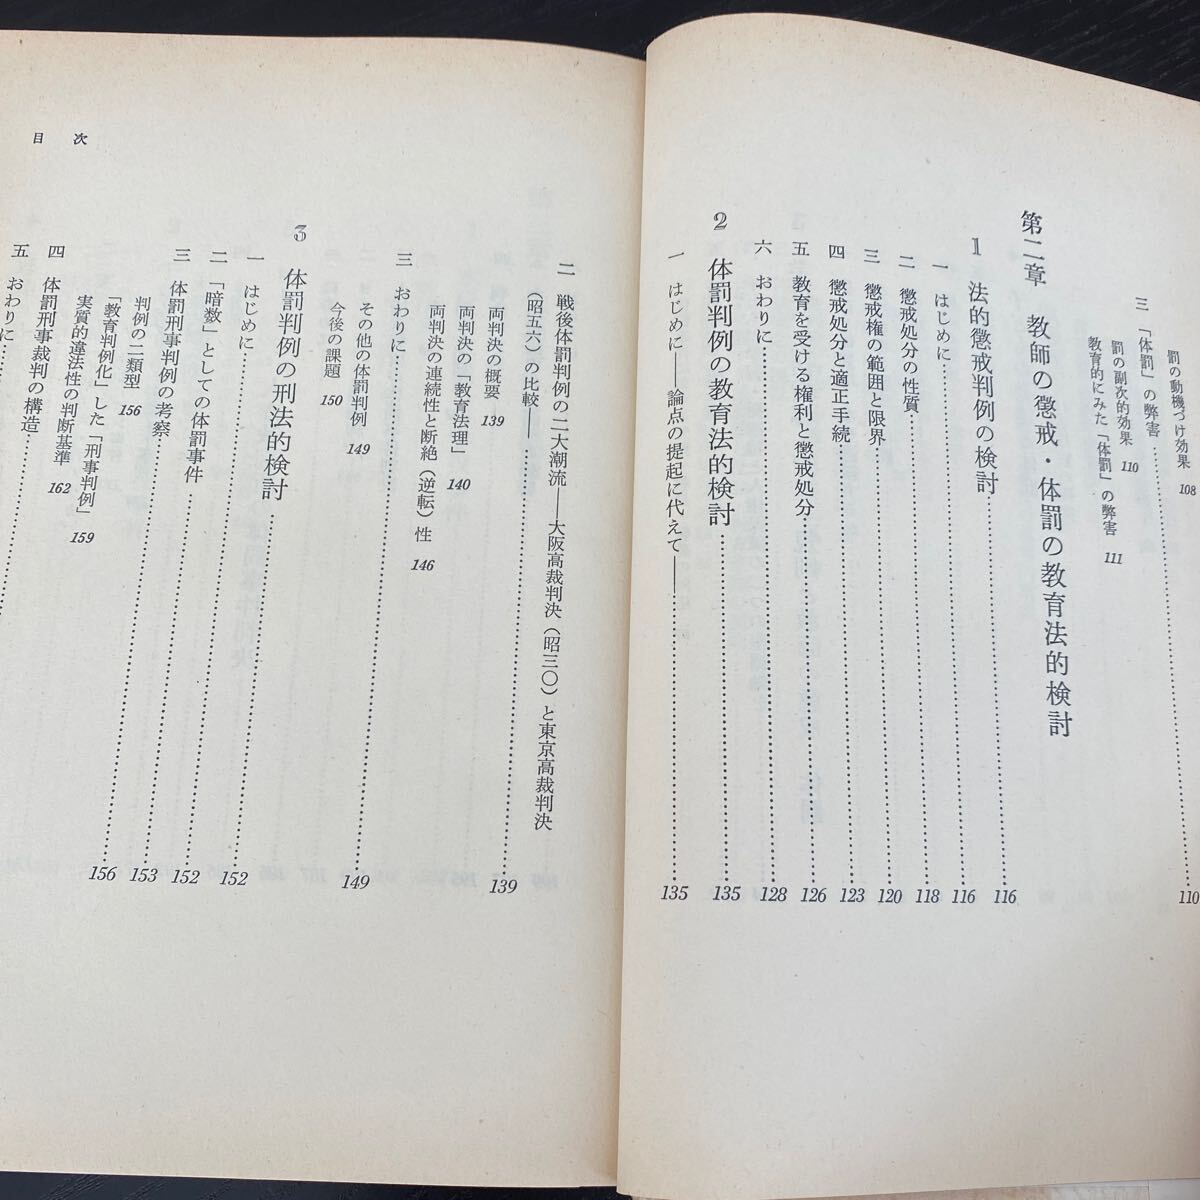 罰の動機づけ効果 108
三 「体罰」の弊害………110
罰の副次的効果 110
教育的にみた「体罰」の弊害 111
第二章 教師の懲戒・体罰の教育法的検討
1 法的懲戒判例の検討………116
一 はじめに………116
二 懲戒処分の性質………118
三 懲戒権の範囲と限界………120
四 懲戒処分と適正手続………123
五 教育を受ける権利と懲戒処分………126
六 おわりに………128
2 体罰判例の教育法的検討………135
一 はじめに——論点の提起に代えて——………135
目次
二 戦後体罰判例の二大潮流——大阪高裁判決(昭三〇)と東京高裁判決
(昭五六)の比較——………139
両判決の概要 139
両判決の「教育法理」 140
両判決の連続性と断絶(逆転)性 146
三 おわりに………149
その他の体罰判例 149
今後の課題 150
3 体罰判例の刑法的検討………152
一 はじめに………152
二 「暗数」としての体罰事件………152
三 体罰刑事判例の考察………153
判例の二類型 156
「教育判例化」した「刑事判例」 159
実質的違法性の判断基準 162
四 体罰刑事裁判の構造………156
五 おわりに………